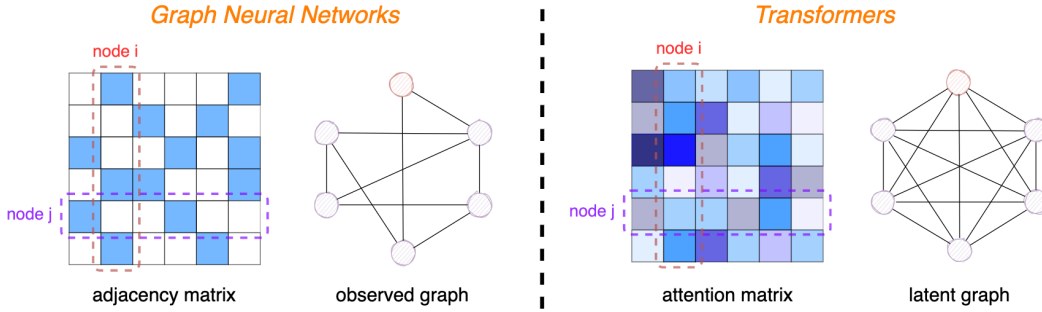 Graph Neural Networks
node i
node j
adjacency matrix
observed graph
Transformers
node i
node j
attention matrix
latent graph